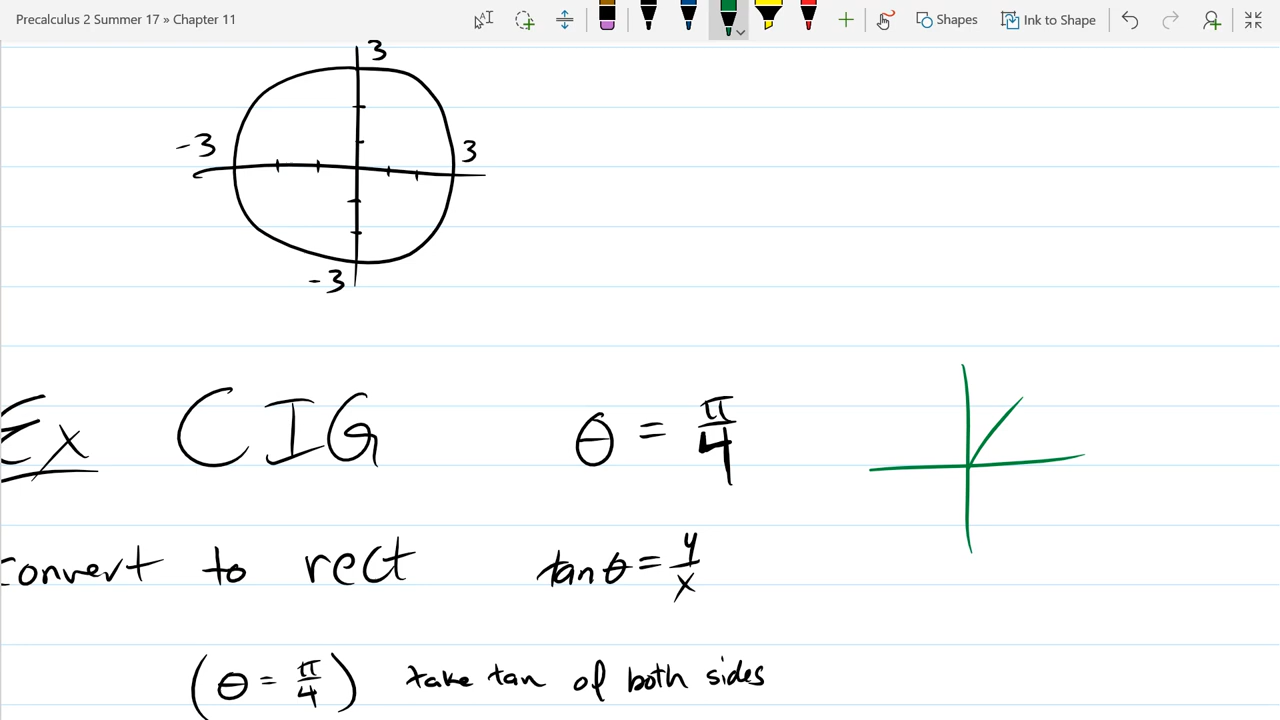 Precalculus 2 Summer 17 » Chapter 11
Shapes
Ink to Shape
3
-3
3
-3
Ex CIG θ = π/4
convert to rect tanθ = y/x
(θ = π/4) take tan of both sides